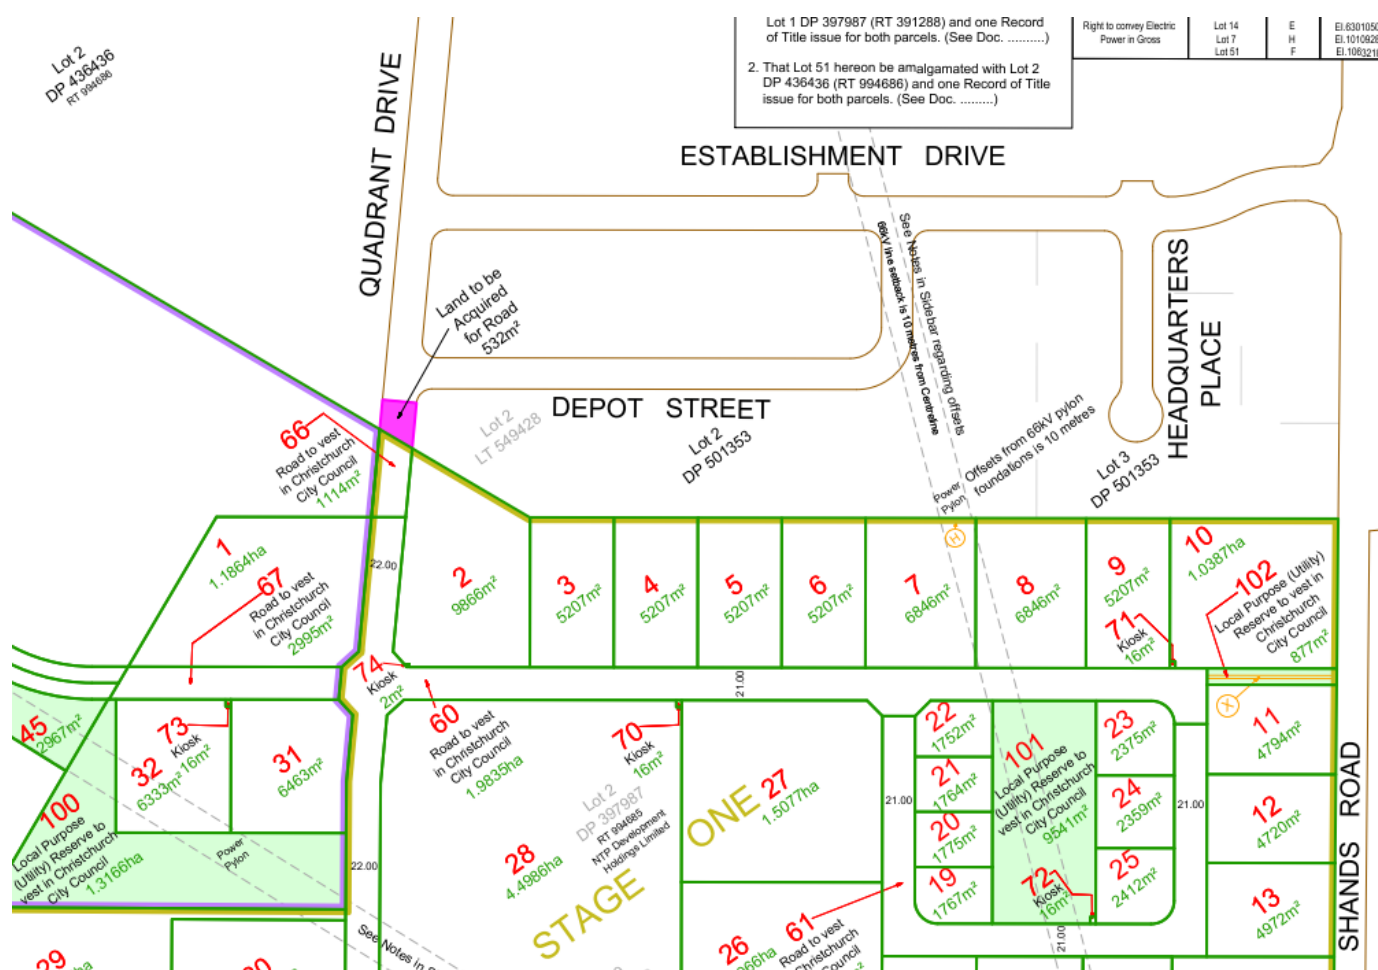 Lot 2
DP 436436
RT 994686
QUADRANT DRIVE
Lot 1 DP 397987 (RT 391288) and one Record
of Title issue for both parcels. (See Doc. ..........)
2. That Lot 51 hereon be amalgamated with Lot 2
DP 436436 (RT 994686) and one Record of Title
issue for both parcels. (See Doc. .........)
Right to convey Electric
Power in Gross
Lot 14
E
Lot 7
H
Lot 51
F
ESTABLISHMENT DRIVE
See Notes in Sidebar regarding offsets
66kV line setback is 10 metres from Centreline
HEADQUARTERS
PLACE
Land to be
Acquired
for Road
532m²
DEPOT STREET
Lot 2
LT 549428
Lot 2
DP 501353
Lot 3
DP 501353
Power
Pylon
Offsets from 66kV pylon
foundations is 10 metres
H
66
Road to vest
in Christchurch
City Council
1114m²
1
1.1864ha
67
Road to vest
in Christchurch
City Council
2995m²
22.00
2
9866m²
3
5207m²
4
5207m²
5
5207m²
6
5207m²
7
6846m²
8
6846m²
9
5207m²
10
1.0387ha
102
Local Purpose (Utility)
Reserve to vest in
Christchurch
City Council
877m²
71
Kiosk
16m²
74
Kiosk
2m²
21.00
60
Road to vest
in Christchurch
City Council
1.9835ha
45
2967m²
73
Kiosk
16m²
32
6333m²
31
6463m²
100
Local Purpose
(Utility) Reserve to
vest in Christchurch
City Council
1.3166ha
Power
Pylon
22.00
70
Kiosk
16m²
Lot 2
DP 397987
RT 994685
NTP Development
Holdings Limited
28
4.4986ha
STAGE ONE
27
1.5077ha
21.00
22
1752m²
21
1764m²
20
1775m²
19
1767m²
101
Local Purpose
(Utility) Reserve to
vest in Christchurch
City Council
9541m²
72
Kiosk
16m²
23
2375m²
24
2359m²
25
2412m²
21.00
X
11
4794m²
12
4720m²
13
4972m²
SHANDS ROAD
21.00
61
Road to vest
in Christchurch
26
See Notes in
29